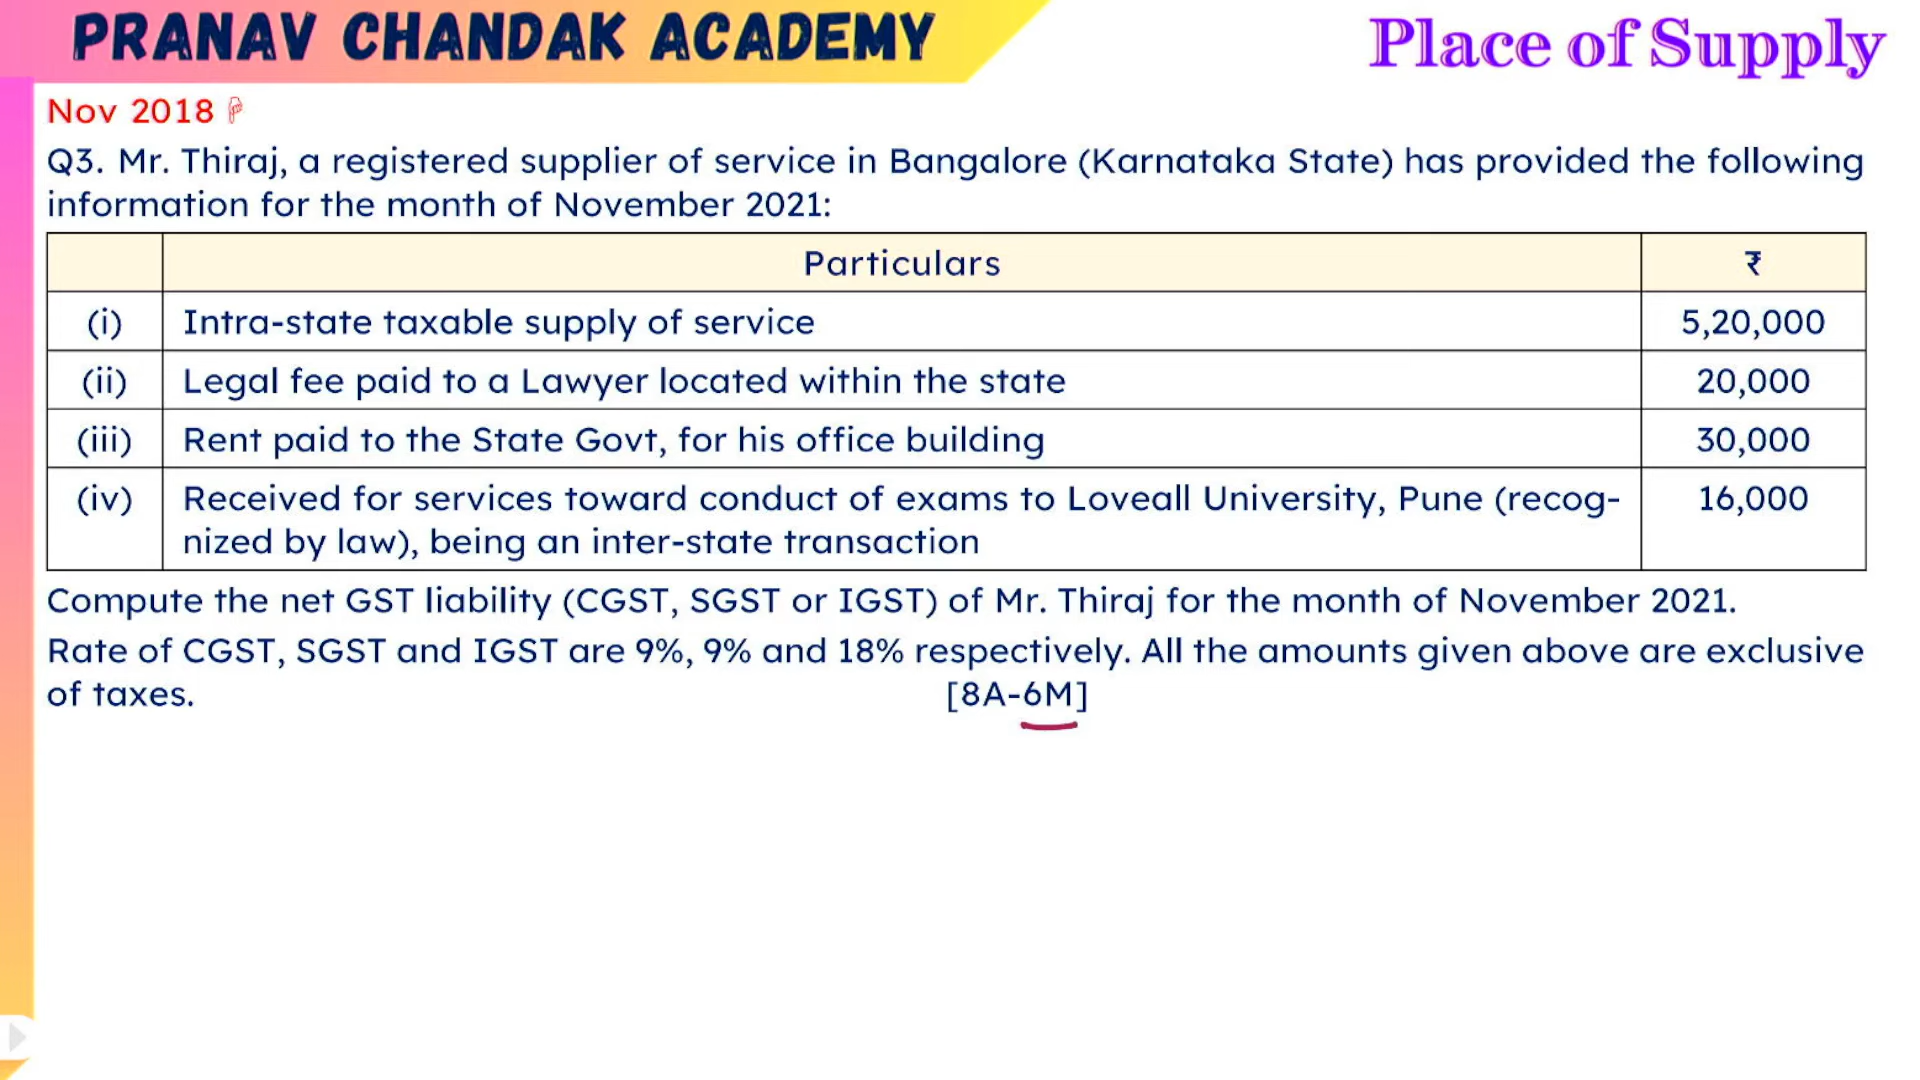 PRANAV CHANDAK ACADEMY
Place of Supply
Nov 2018
Q3. Mr. Thiraj, a registered supplier of service in Bangalore (Karnataka State) has provided the following
information for the month of November 2021:
Particulars ₹
(i) Intra-state taxable supply of service 5,20,000
(ii) Legal fee paid to a Lawyer located within the state 20,000
(iii) Rent paid to the State Govt, for his office building 30,000
(iv) Received for services toward conduct of exams to Loveall University, Pune (recog- 16,000
nized by law), being an inter-state transaction
Compute the net GST liability (CGST, SGST or IGST) of Mr. Thiraj for the month of November 2021.
Rate of CGST, SGST and IGST are 9%, 9% and 18% respectively. All the amounts given above are exclusive
of taxes. [8A-6M]